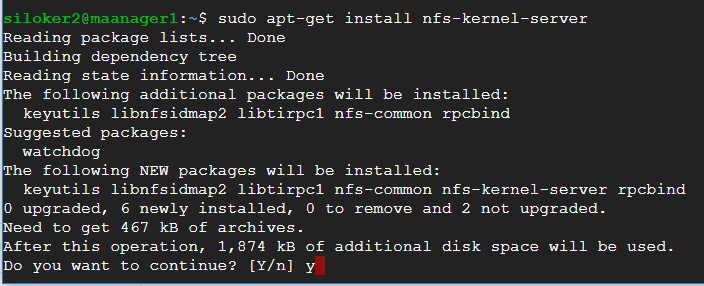 siloker2@maanager1:~$ sudo apt-get install nfs-kernel-server
Reading package lists... Done
Building dependency tree
Reading state information... Done
The following additional packages will be installed:
  keyutils libnfsidmap2 libtirpc1 nfs-common rpcbind
Suggested packages:
  watchdog
The following NEW packages will be installed:
  keyutils libnfsidmap2 libtirpc1 nfs-common nfs-kernel-server rpcbind
0 upgraded, 6 newly installed, 0 to remove and 2 not upgraded.
Need to get 467 kB of archives.
After this operation, 1,874 kB of additional disk space will be used.
Do you want to continue? [Y/n] y